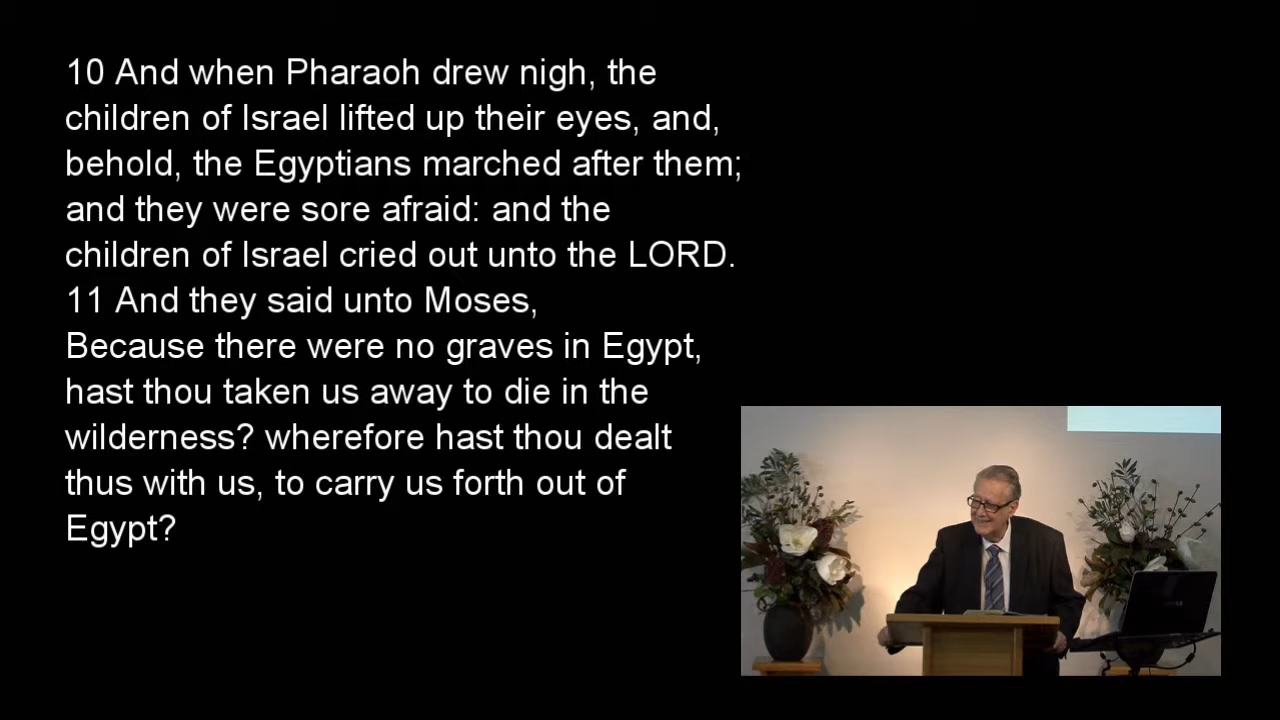 10 And when Pharaoh drew nigh, the
children of Israel lifted up their eyes, and,
behold, the Egyptians marched after them;
and they were sore afraid: and the
children of Israel cried out unto the LORD.
11 And they said unto Moses,
Because there were no graves in Egypt,
hast thou taken us away to die in the
wilderness? wherefore hast thou dealt
thus with us, to carry us forth out of
Egypt?